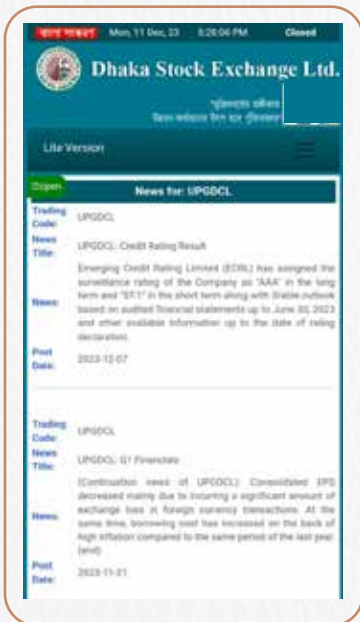 বাংলা সংস্করণ Mon, 11 Dec, 23 8:28:04 PM Closed
Dhaka Stock Exchange Ltd.
Lite Version
News for: UPGDCL
Trading Code: UPGDCL
News Title: UPGDCL: Credit Rating Result
Emerging Credit Rating Limited (ECRL) has assigned the
surveillance rating of the Company as "AAA" in the long
term and "ST-1" in the short term along with Stable outlook
News: based on audited financial statements up to June 30, 2023
and other available information up to the date of rating
declaration.
Post Date: 2023-12-07
Trading Code: UPGDCL
News Title: UPGDCL: Q1 Financials
(Continuation news of UPGDCL): Consolidated EPS
decreased mainly due to incurring a significant amount of
News: exchange loss in foreign currency transactions. At the
same time, borrowing cost has increased on the back of
high inflation compared to the same period of the last year.
(end)
Post Date: 2023-11-21